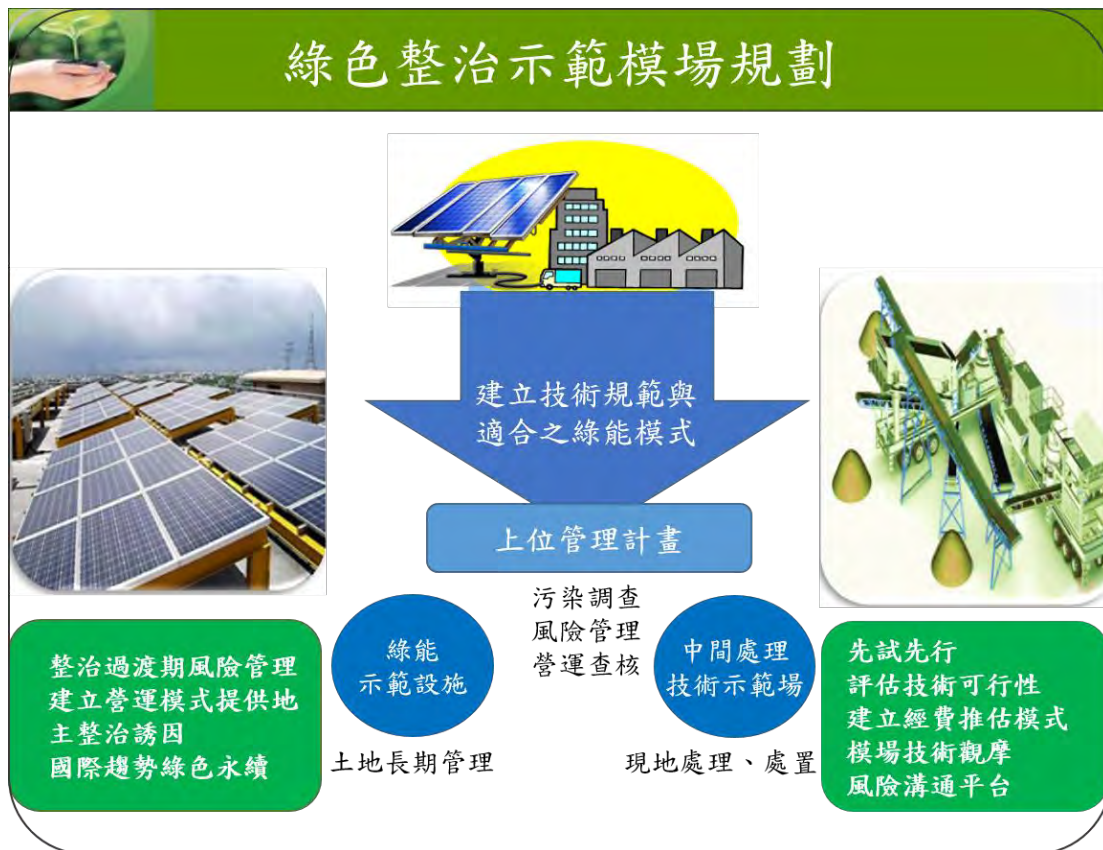 綠色整治示範模場規劃
建立技術規範與
適合之綠能模式
上位管理計畫
污染調查
風險管理
營運查核
整治過渡期風險管理
建立營運模式提供地
主整治誘因
國際趨勢綠色永續
綠能
示範設施
土地長期管理
中間處理
技術示範場
現地處理、處置
先試先行
評估技術可行性
建立經費推估模式
模場技術觀摩
風險溝通平台